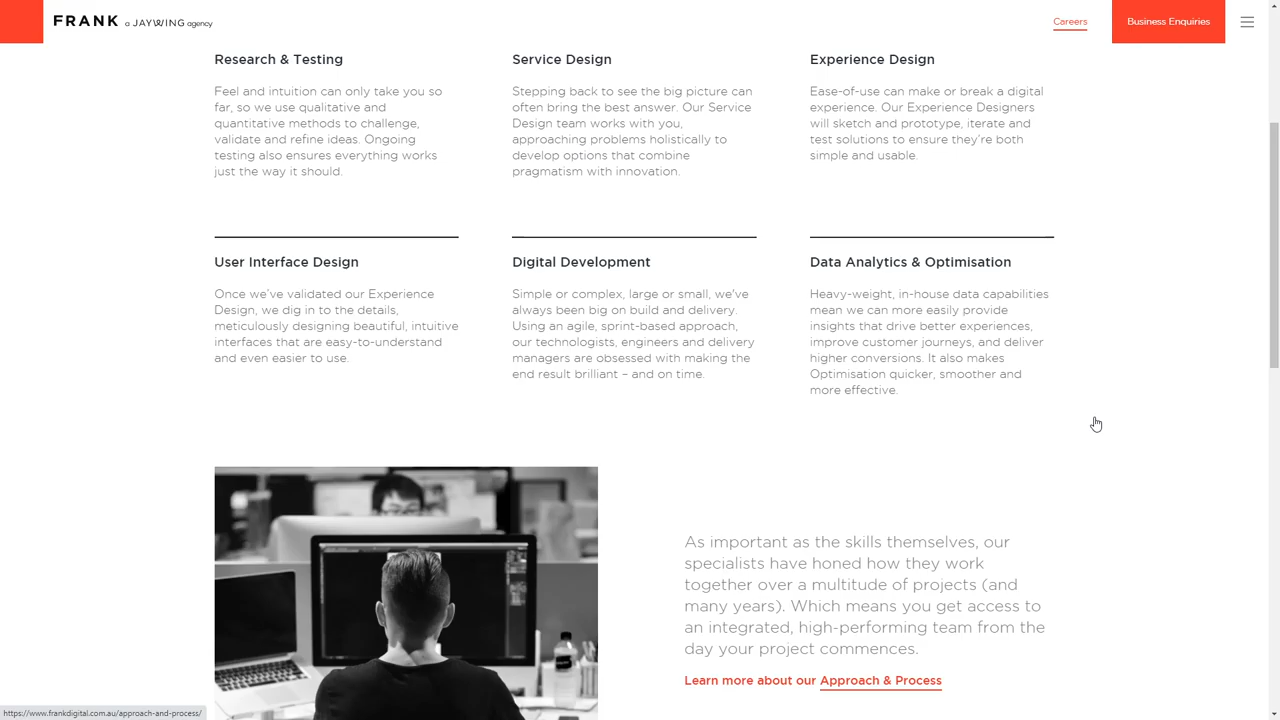 FRANK a JAYWING agency
Careers
Business Enquiries
Research & Testing
Feel and intuition can only take you so
far, so we use qualitative and
quantitative methods to challenge,
validate and refine ideas. Ongoing
testing also ensures everything works
just the way it should.
Service Design
Stepping back to see the big picture can
often bring the best answer. Our Service
Design team works with you,
approaching problems holistically to
develop options that combine
pragmatism with innovation.
Experience Design
Ease-of-use can make or break a digital
experience. Our Experience Designers
will sketch and prototype, iterate and
test solutions to ensure they're both
simple and usable.
User Interface Design
Once we've validated our Experience
Design, we dig in to the details,
meticulously designing beautiful, intuitive
interfaces that are easy-to-understand
and even easier to use.
Digital Development
Simple or complex, large or small, we've
always been big on build and delivery.
Using an agile, sprint-based approach,
our technologists, engineers and delivery
managers are obsessed with making the
end result brilliant – and on time.
Data Analytics & Optimisation
Heavy-weight, in-house data capabilities
mean we can more easily provide
insights that drive better experiences,
improve customer journeys, and deliver
higher conversions. It also makes
Optimisation quicker, smoother and
more effective.
As important as the skills themselves, our
specialists have honed how they work
together over a multitude of projects (and
many years). Which means you get access to
an integrated, high-performing team from the
day your project commences.
Learn more about our Approach & Process
https://www.frankdigital.com.au/approach-and-process/